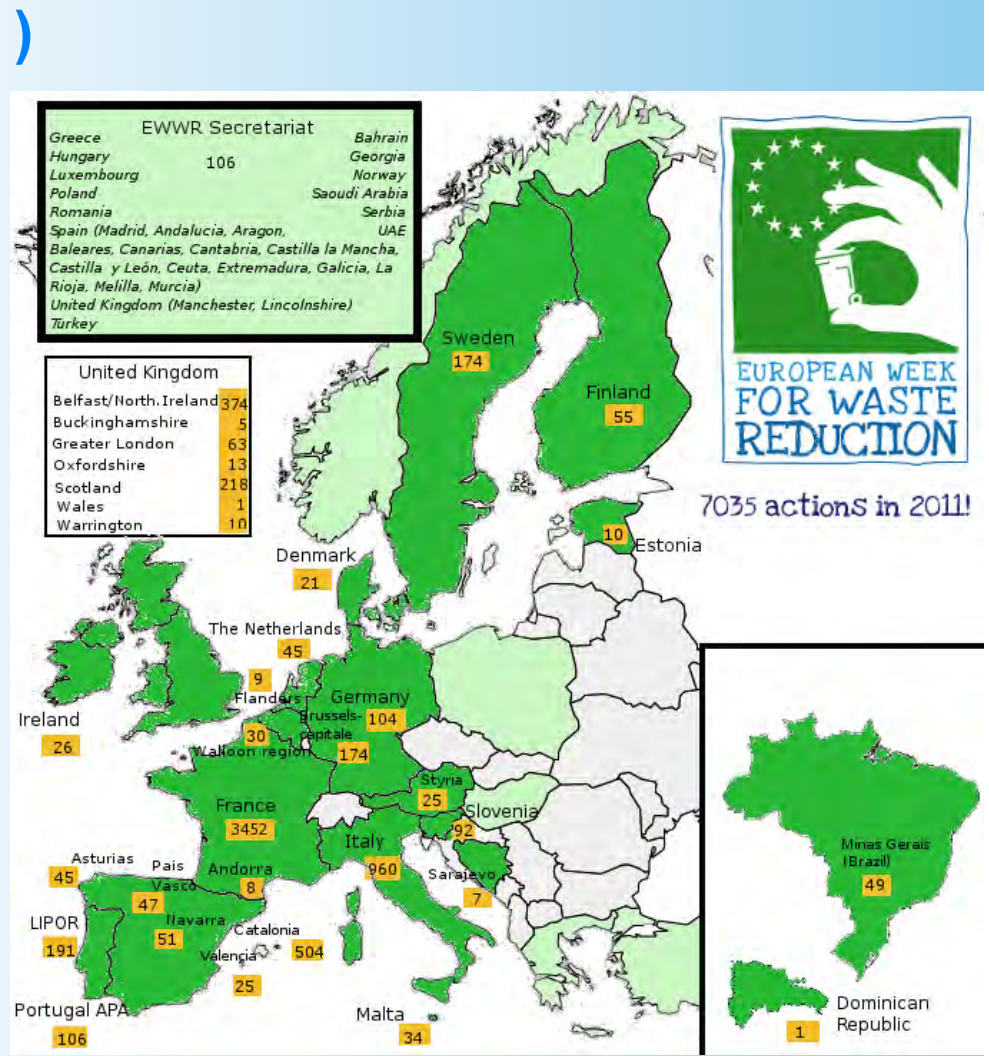 )
EWWR Secretariat
106
Greece Bahrain
Hungary Georgia
Luxembourg Norway
Poland Saoudi Arabia
Romania Serbia
Spain (Madrid, Andalucia, Aragon, UAE
Baleares, Canarias, Cantabria, Castilla la Mancha,
Castilla y León, Ceuta, Extremadura, Galicia, La
Rioja, Melilla, Murcia)
United Kingdom (Manchester, Lincolnshire)
Turkey
United Kingdom
Belfast/North.Ireland 374
Buckinghamshire 5
Greater London 63
Oxfordshire 13
Scotland 218
Wales 1
Warrington 10
EUROPEAN WEEK
FOR WASTE
REDUCTION
7035 actions in 2011!
Sweden
174
Finland
55
10
Estonia
Denmark
21
The Netherlands
45
9
Flanders
Germany
104
Brussels-
capitale
174
30
Walloon region
Ireland
26
Styria
25
Slovenia
92
France
3452
Italy
960
Sarajevo
7
Andorra
8
Asturias
45
Pais
Vasco
47
Navarra
51
LIPOR
191
Catalonia
504
Valencia
25
Portugal APA
106
Malta
34
Minas Gerais
(Brazil)
49
Dominican
Republic
1